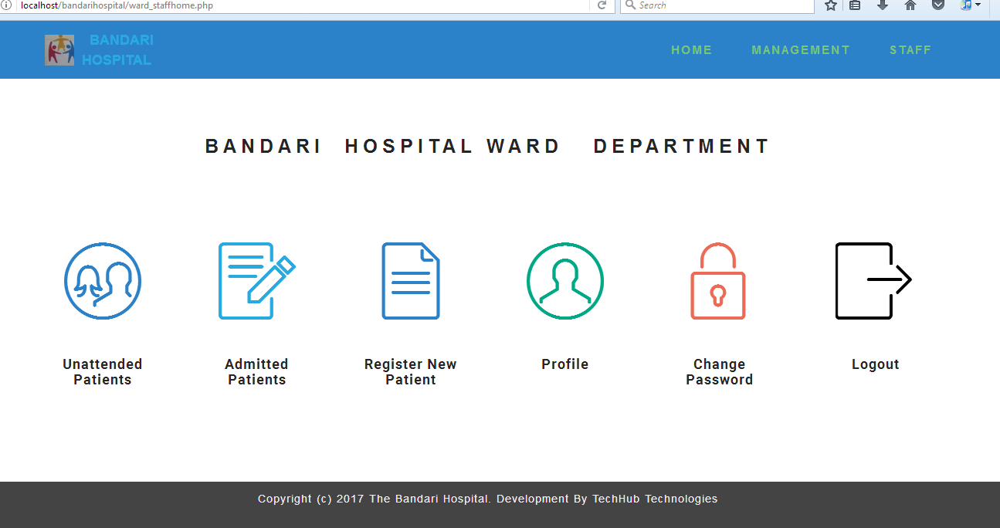 localhost/bandarihospital/ward_staffhome.php
Search
BANDARI
HOSPITAL
HOME MANAGEMENT STAFF
BANDARI HOSPITAL WARD DEPARTMENT
Unattended
Patients
Admitted
Patients
Register New
Patient
Profile
Change
Password
Logout
Copyright (c) 2017 The Bandari Hospital. Development By TechHub Technologies